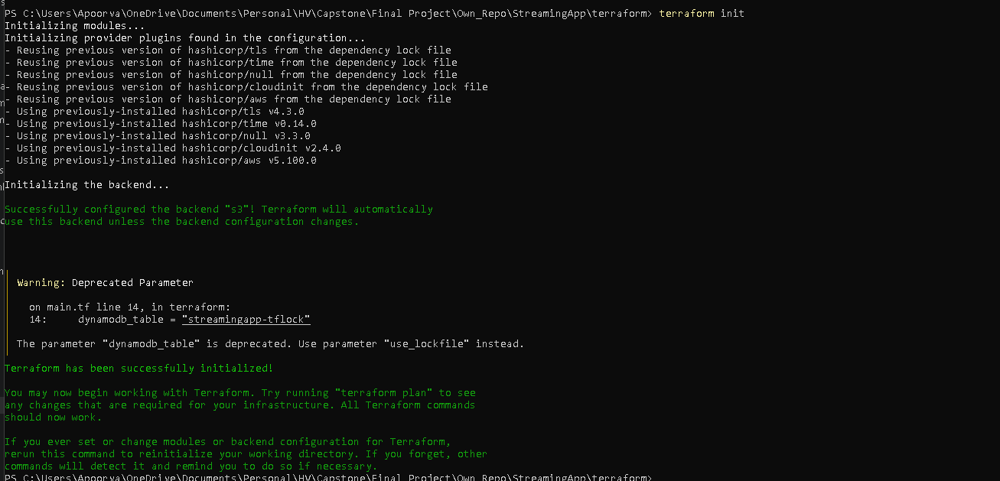 PS C:\Users\Apoorva\OneDrive\Documents\Personal\HV\Capstone\Final Project\Own_Repo\StreamingApp\terraform> terraform init
Initializing modules...
Initializing provider plugins found in the configuration...
- Reusing previous version of hashicorp/tls from the dependency lock file
- Reusing previous version of hashicorp/time from the dependency lock file
- Reusing previous version of hashicorp/null from the dependency lock file
- Reusing previous version of hashicorp/cloudinit from the dependency lock file
- Reusing previous version of hashicorp/aws from the dependency lock file
- Using previously-installed hashicorp/tls v4.3.0
- Using previously-installed hashicorp/time v0.14.0
- Using previously-installed hashicorp/null v3.3.0
- Using previously-installed hashicorp/cloudinit v2.4.0
- Using previously-installed hashicorp/aws v5.100.0
Initializing the backend...
Successfully configured the backend "s3"! Terraform will automatically
use this backend unless the backend configuration changes.
Warning: Deprecated Parameter
on main.tf line 14, in terraform:
14: dynamodb_table = "streamingapp-tflock"
The parameter "dynamodb_table" is deprecated. Use parameter "use_lockfile" instead.
Terraform has been successfully initialized!
You may now begin working with Terraform. Try running "terraform plan" to see
any changes that are required for your infrastructure. All Terraform commands
should now work.
If you ever set or change modules or backend configuration for Terraform,
rerun this command to reinitialize your working directory. If you forget, other
commands will detect it and remind you to do so if necessary.
PS C:\Users\Apoorva\OneDrive\Documents\Personal\HV\Capstone\Final Project\Own_Repo\StreamingApp\terraform>